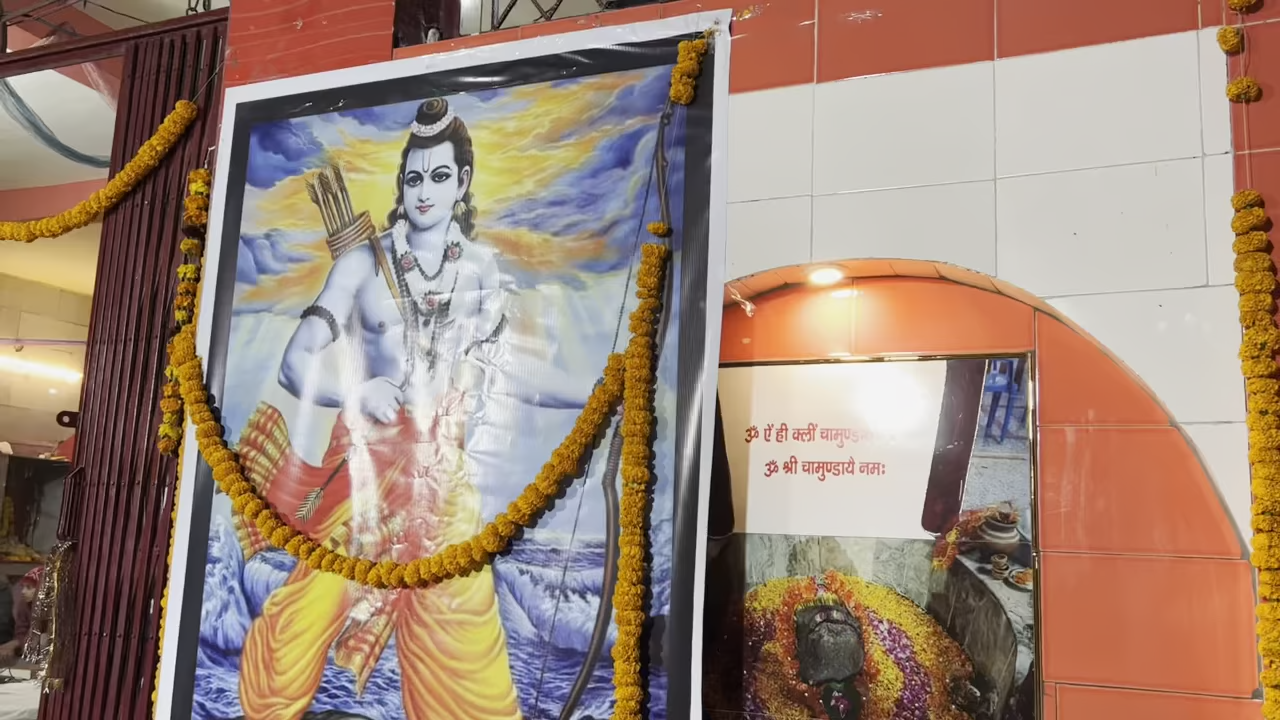 ॐ ऐं ही क्लीं
ॐ श्री चामुण्डायै नमः